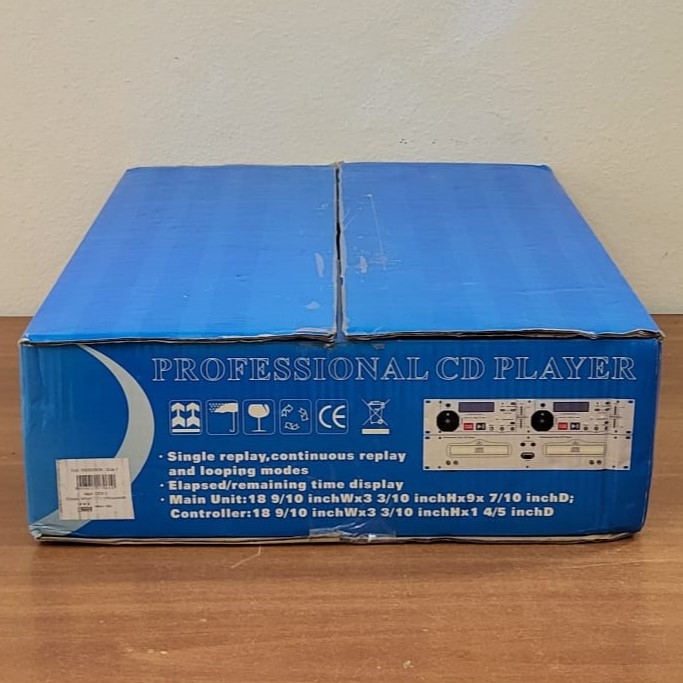 PROFESSIONAL CD PLAYER
CE
· Single replay,continuous replay
and looping modes
· Elapsed/remaining time display
· Main Unit:18 9/10 inchWx3 3/10 inchHx9x 7/10 inchD;
Controller:18 9/10 inchWx3 3/10 inchHx1 4/5 inchD